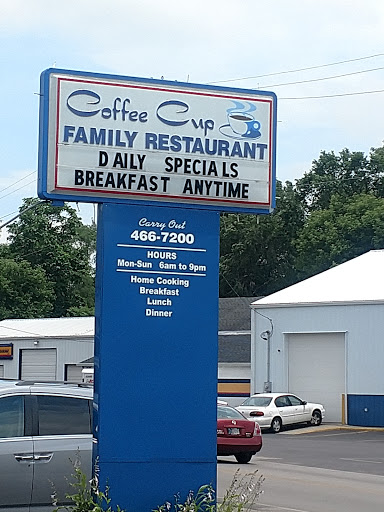 Coffee Cup
FAMILY RESTAURANT
DAILY SPECIALS
BREAKFAST ANYTIME
Carry Out
466-7200
HOURS
Mon-Sun 6am to 9pm
Home Cooking
Breakfast
Lunch
Dinner